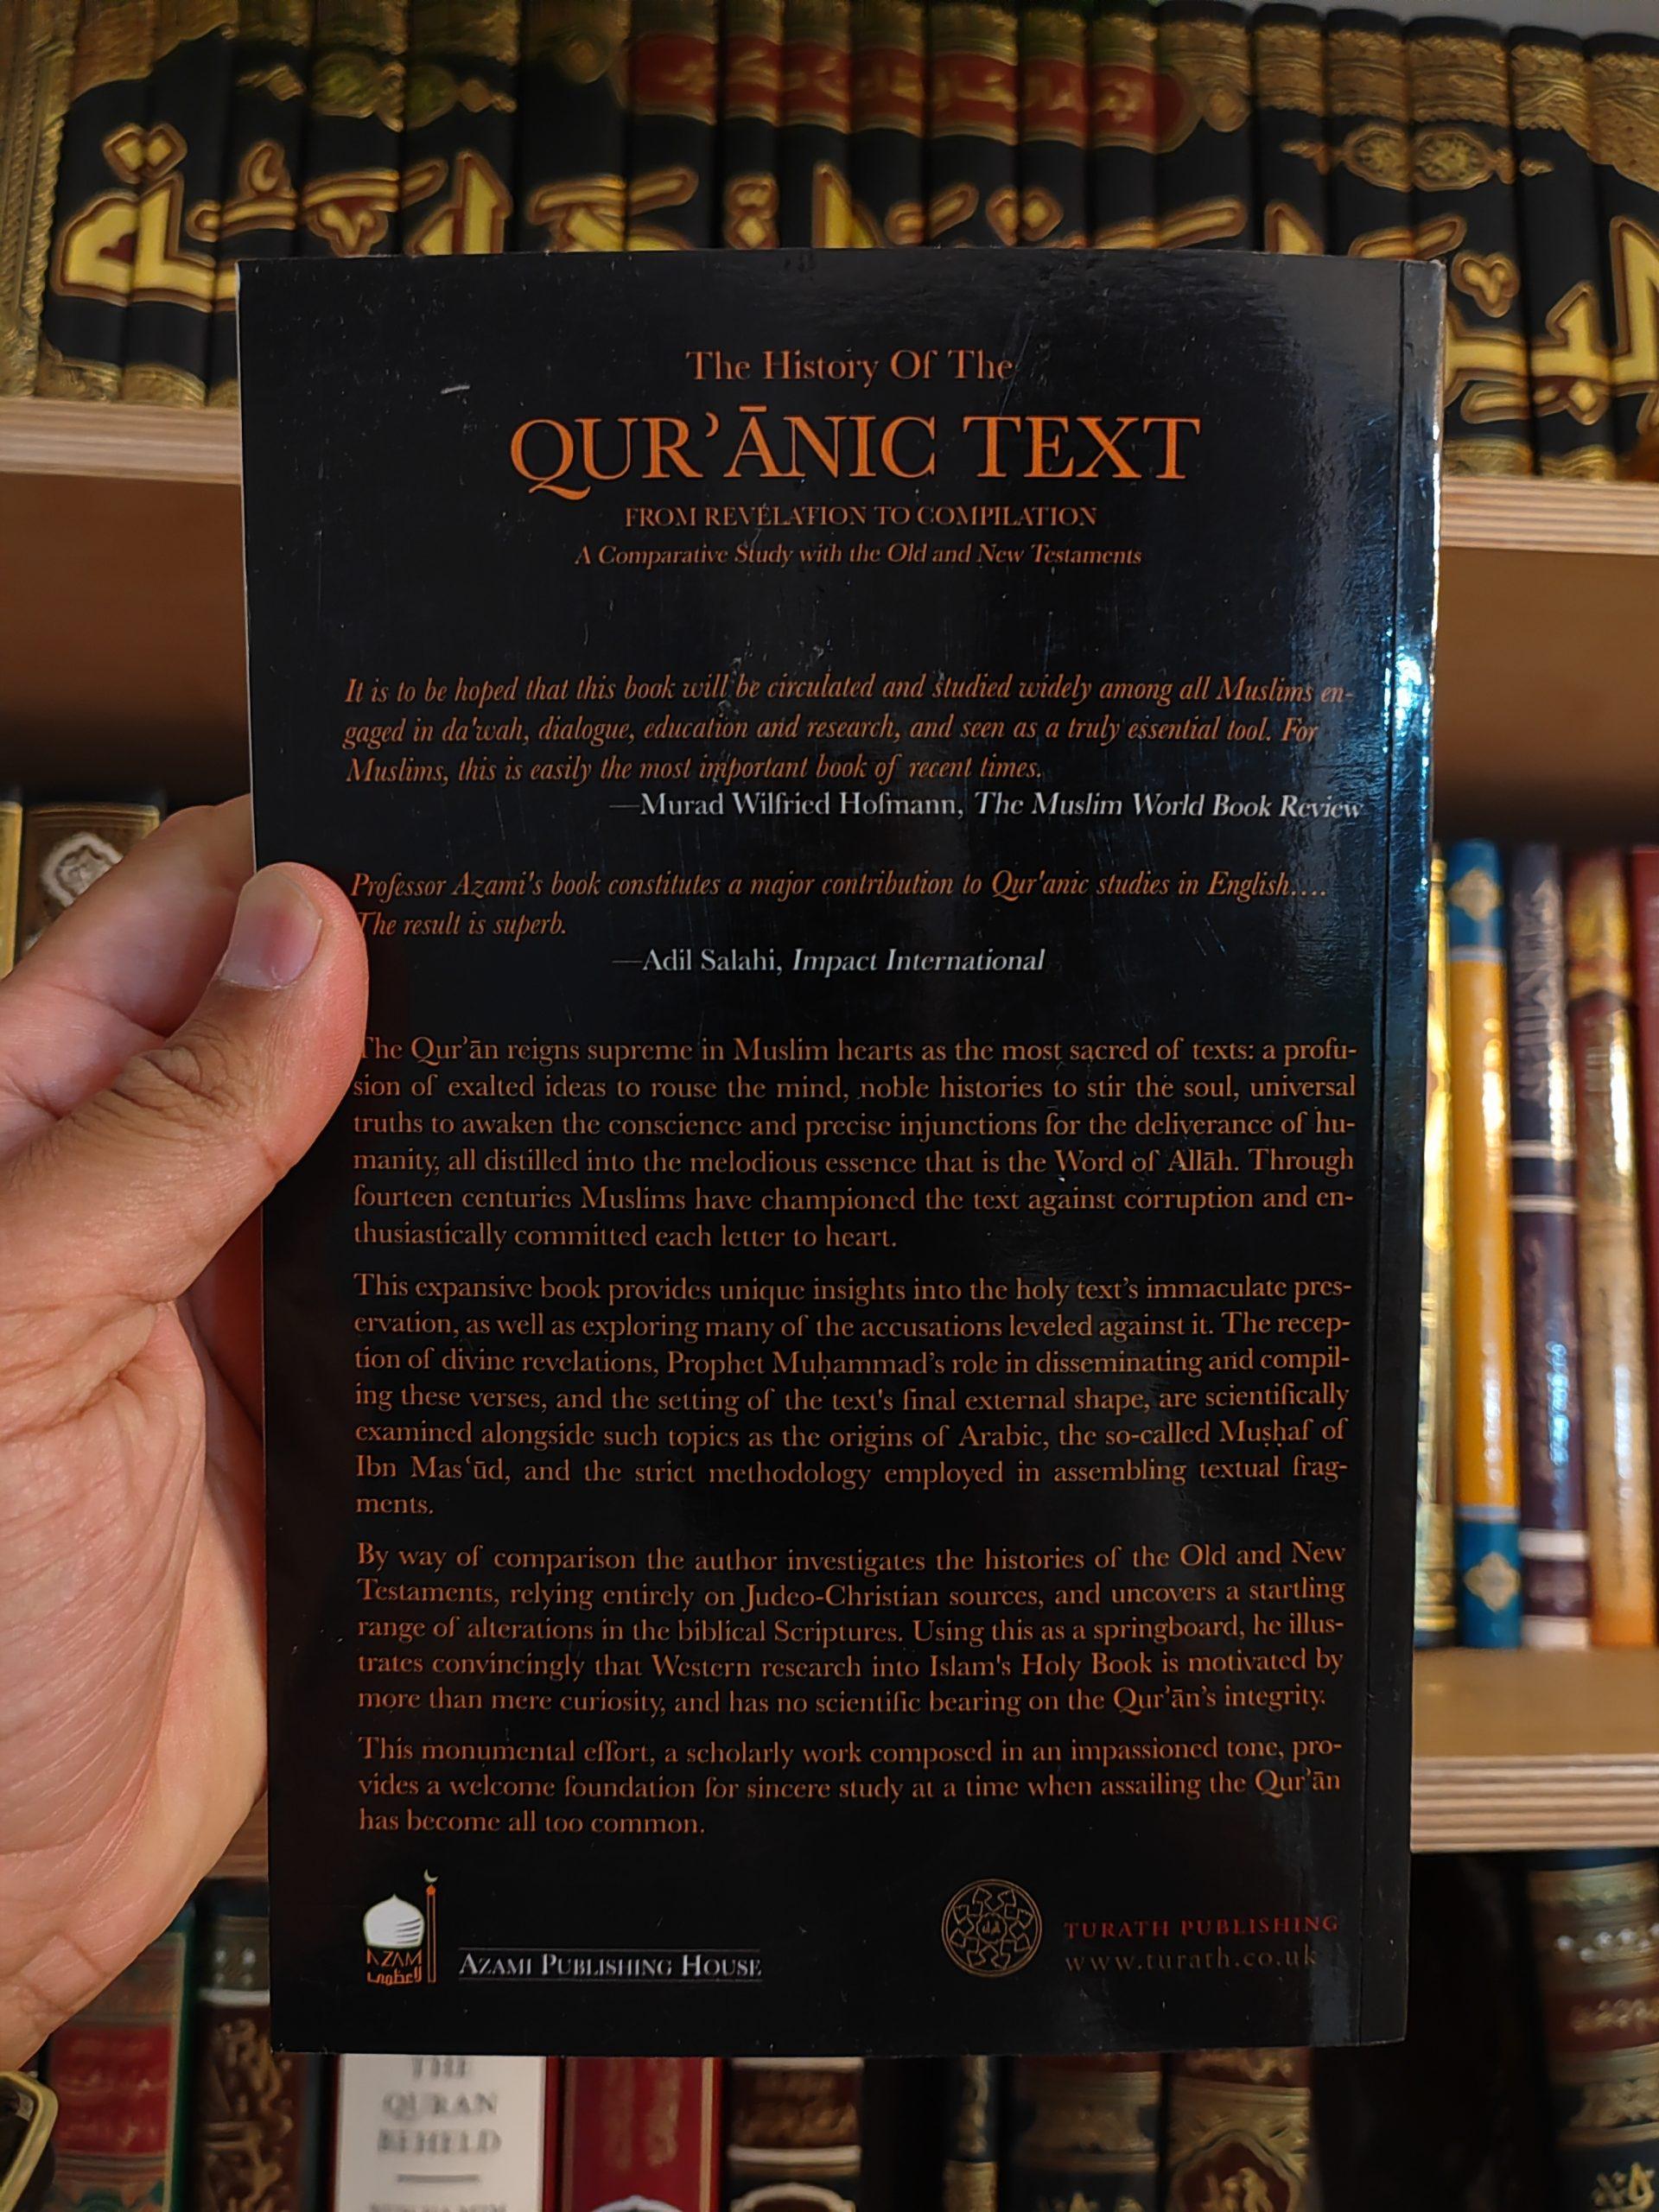 The History Of The
QUR’ĀNIC TEXT
FROM REVELATION TO COMPILATION
A Comparative Study with the Old and New Testaments
It is to be hoped that this book will be circulated and studied widely among all Muslims en-
gaged in da'wah, dialogue, education and research, and seen as a truly essential tool. For
Muslims, this is easily the most important book of recent times.
—Murad Wilfried Hofmann, The Muslim World Book Review
Professor Azami's book constitutes a major contribution to Qur'anic studies in English....
The result is superb.
—Adil Salahi, Impact International
The Qur’ān reigns supreme in Muslim hearts as the most sacred of texts: a profu-
sion of exalted ideas to rouse the mind, noble histories to stir the soul, universal
truths to awaken the conscience and precise injunctions for the deliverance of hu-
manity, all distilled into the melodious essence that is the Word of Allāh. Through
fourteen centuries Muslims have championed the text against corruption and en-
thusiastically committed each letter to heart.
This expansive book provides unique insights into the holy text’s immaculate pres-
ervation, as well as exploring many of the accusations leveled against it. The recep-
tion of divine revelations, Prophet Muḥammad’s role in disseminating and compil-
ing these verses, and the setting of the text's final external shape, are scientifically
examined alongside such topics as the origins of Arabic, the so-called Muṣḥaf of
Ibn Mas‘ūd, and the strict methodology employed in assembling textual frag-
ments.
By way of comparison the author investigates the histories of the Old and New
Testaments, relying entirely on Judeo-Christian sources, and uncovers a startling
range of alterations in the biblical Scriptures. Using this as a springboard, he illus-
trates convincingly that Western research into Islam's Holy Book is motivated by
more than mere curiosity, and has no scientific bearing on the Qur’ān’s integrity.
This monumental effort, a scholarly work composed in an impassioned tone, pro-
vides a welcome foundation for sincere study at a time when assailing the Qur’ān
has become all too common.
AZAMI PUBLISHING HOUSE
TURATH PUBLISHING
www.turath.co.uk
THE
QURAN
BEHELD